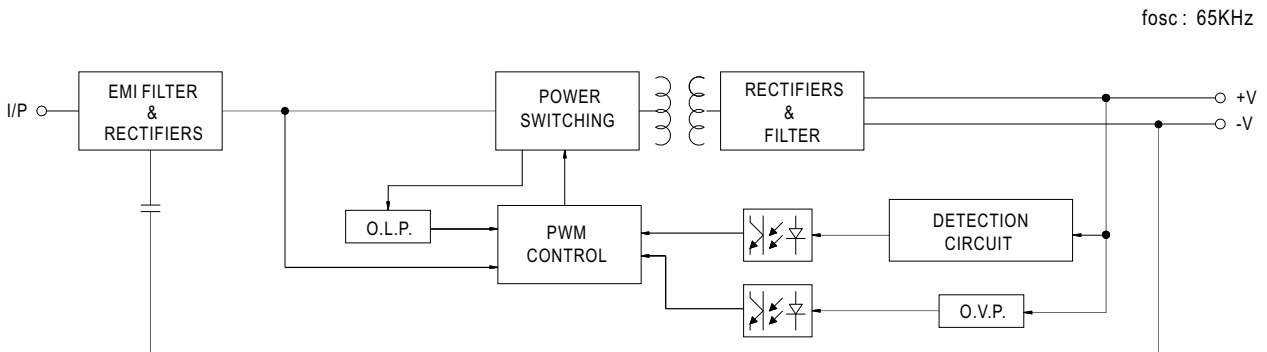 fosc : 65KHz
I/P
EMI FILTER
&
RECTIFIERS
POWER
SWITCHING
RECTIFIERS
&
FILTER
+V
-V
O.L.P.
PWM
CONTROL
DETECTION
CIRCUIT
O.V.P.